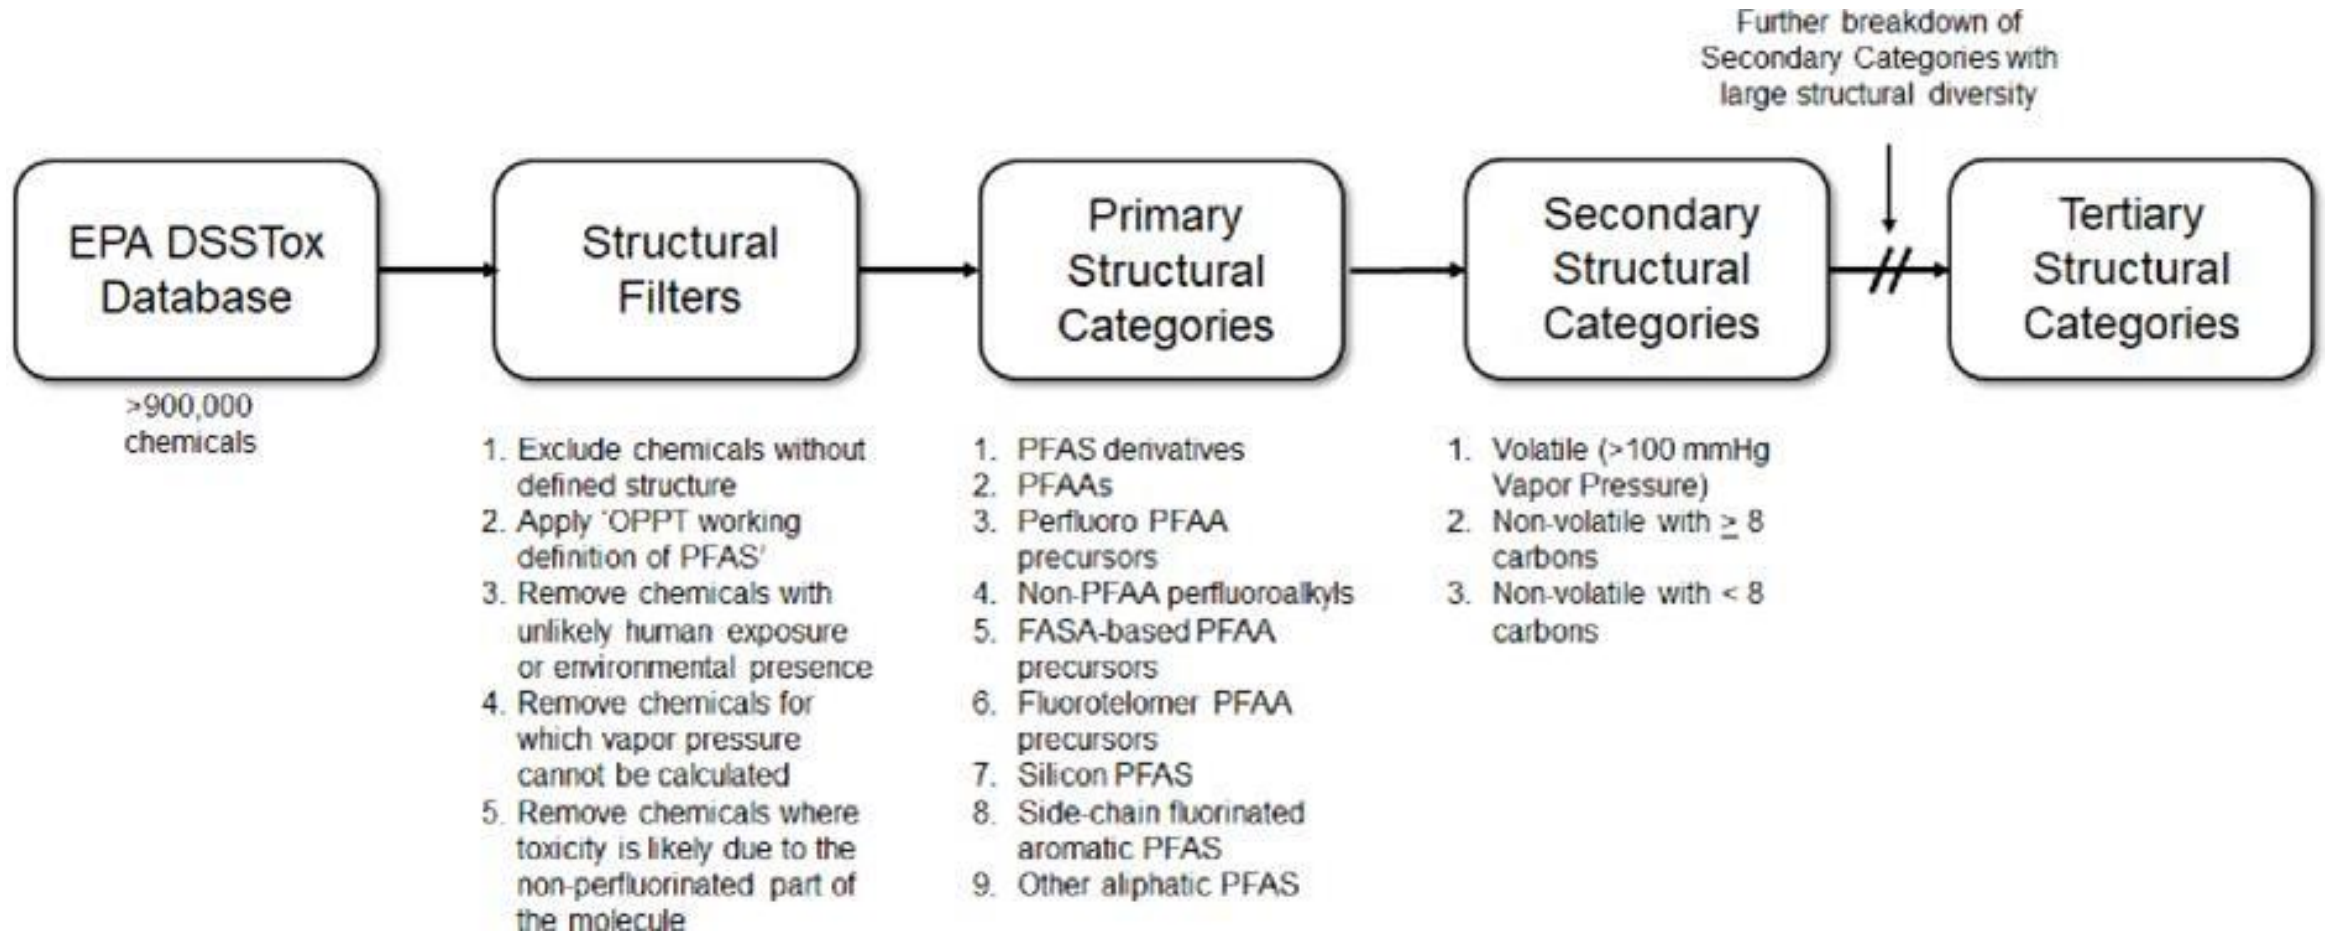 Further breakdown of
Secondary Categories with
large structural diversity
EPA DSSTox
Database
>900,000
chemicals
Structural
Filters
1. Exclude chemicals without
defined structure
2. Apply 'OPPT working
definition of PFAS'
3. Remove chemicals with
unlikely human exposure
or environmental presence
4. Remove chemicals for
which vapor pressure
cannot be calculated
5. Remove chemicals where
toxicity is likely due to the
non-perfluorinated part of
the molecule
Primary
Structural
Categories
1. PFAS derivatives
2. PFAAs
3. Perfluoro PFAA
precursors
4. Non-PFAA perfluoroalkyls
5. FASA-based PFAA
precursors
6. Fluorotelomer PFAA
precursors
7. Silicon PFAS
8. Side-chain fluorinated
aromatic PFAS
9. Other aliphatic PFAS
Secondary
Structural
Categories
1. Volatile (>100 mmHg
Vapor Pressure)
2. Non-volatile with ≥ 8
carbons
3. Non-volatile with < 8
carbons
Tertiary
Structural
Categories